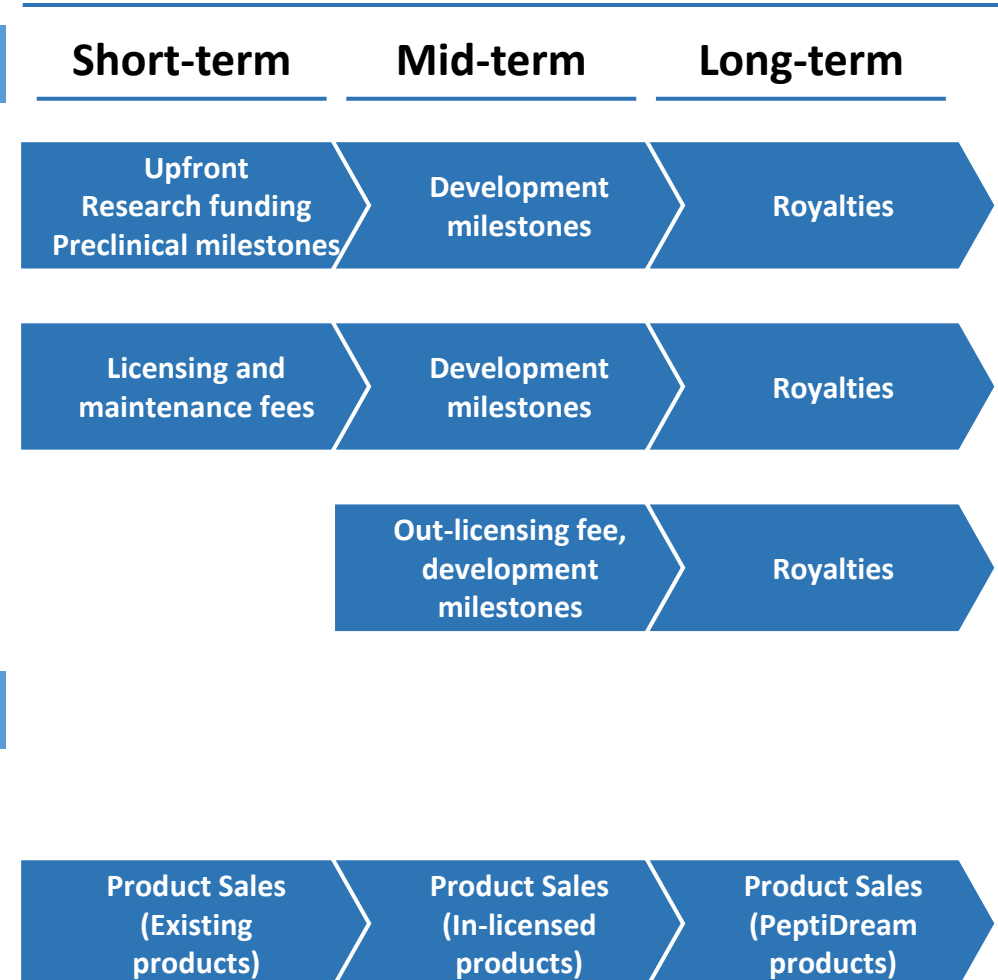 Short-term Mid-term Long-term
Upfront
Research funding
Preclinical milestones
Development
milestones
Royalties
Licensing and
maintenance fees
Development
milestones
Royalties
Out-licensing fee,
development
milestones
Royalties
Product Sales
(Existing
products)
Product Sales
(In-licensed
products)
Product Sales
(PeptiDream
products)